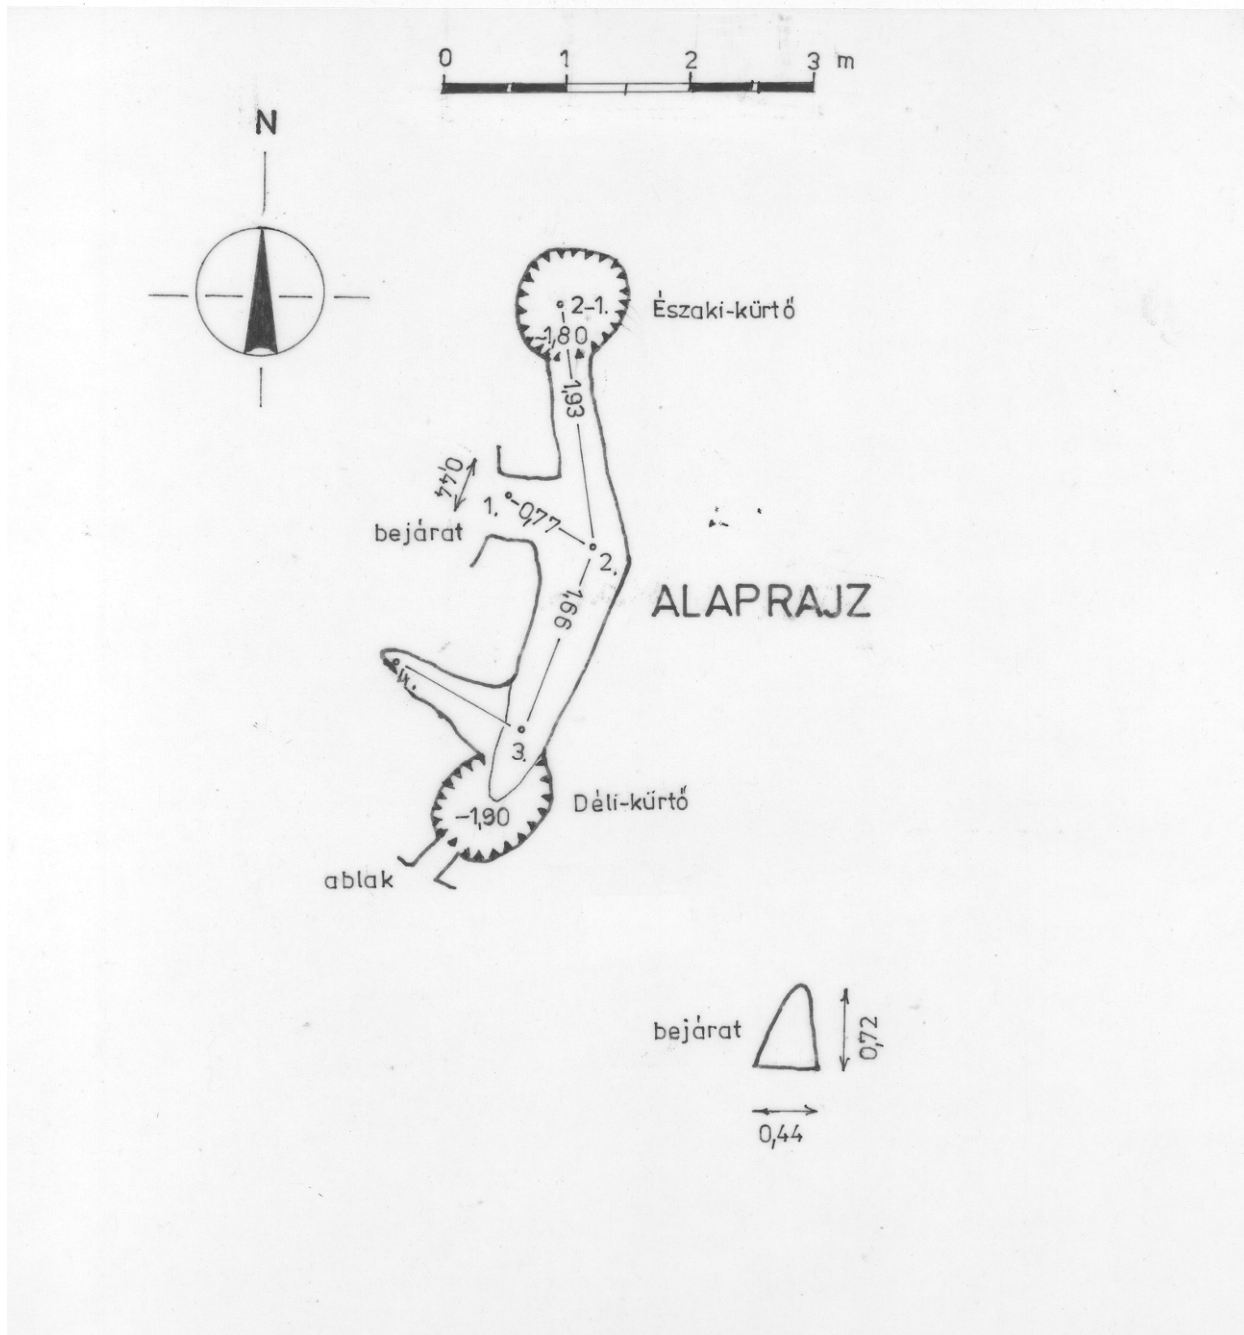 0 1 2 3 m
N
2-1.
Északi-kürtő
-1,80
1,93
0,44
1.
0,77
bejárat
2.
ALAPRAJZ
1,66
4.
3.
Déli-kürtő
-1,90
ablak
bejárat
0,72
0,44